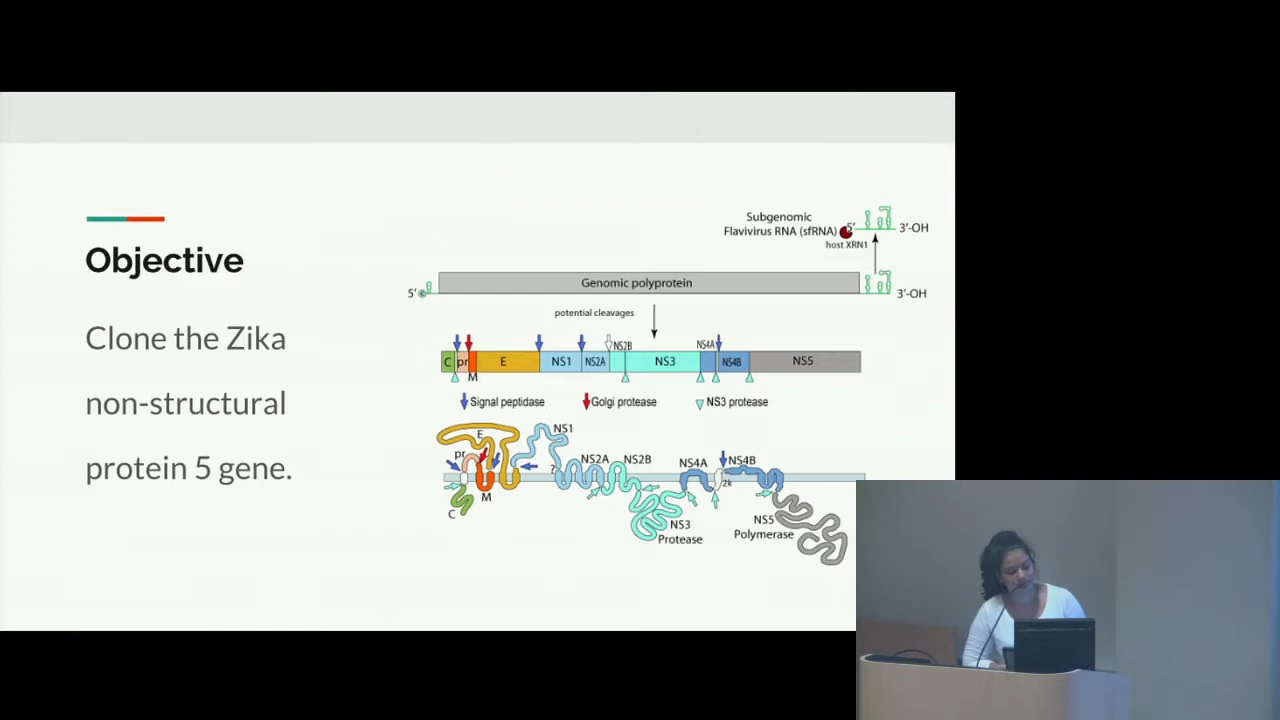 Objective
Clone the Zika
non-structural
protein 5 gene.
Subgenomic
Flavivirus RNA (sfRNA)
5'
3'-OH
host XRN1
Genomic polyprotein
5'
c
3'-OH
potential cleavages
NS2B
NS4A
C
pr
E
NS1
NS2A
NS3
NS4B
NS5
M
Signal peptidase
Golgi protease
NS3 protease
E
NS1
pr
?
NS2A
NS2B
NS4A
NS4B
2k
M
C
NS3
Protease
NS5
Polymerase